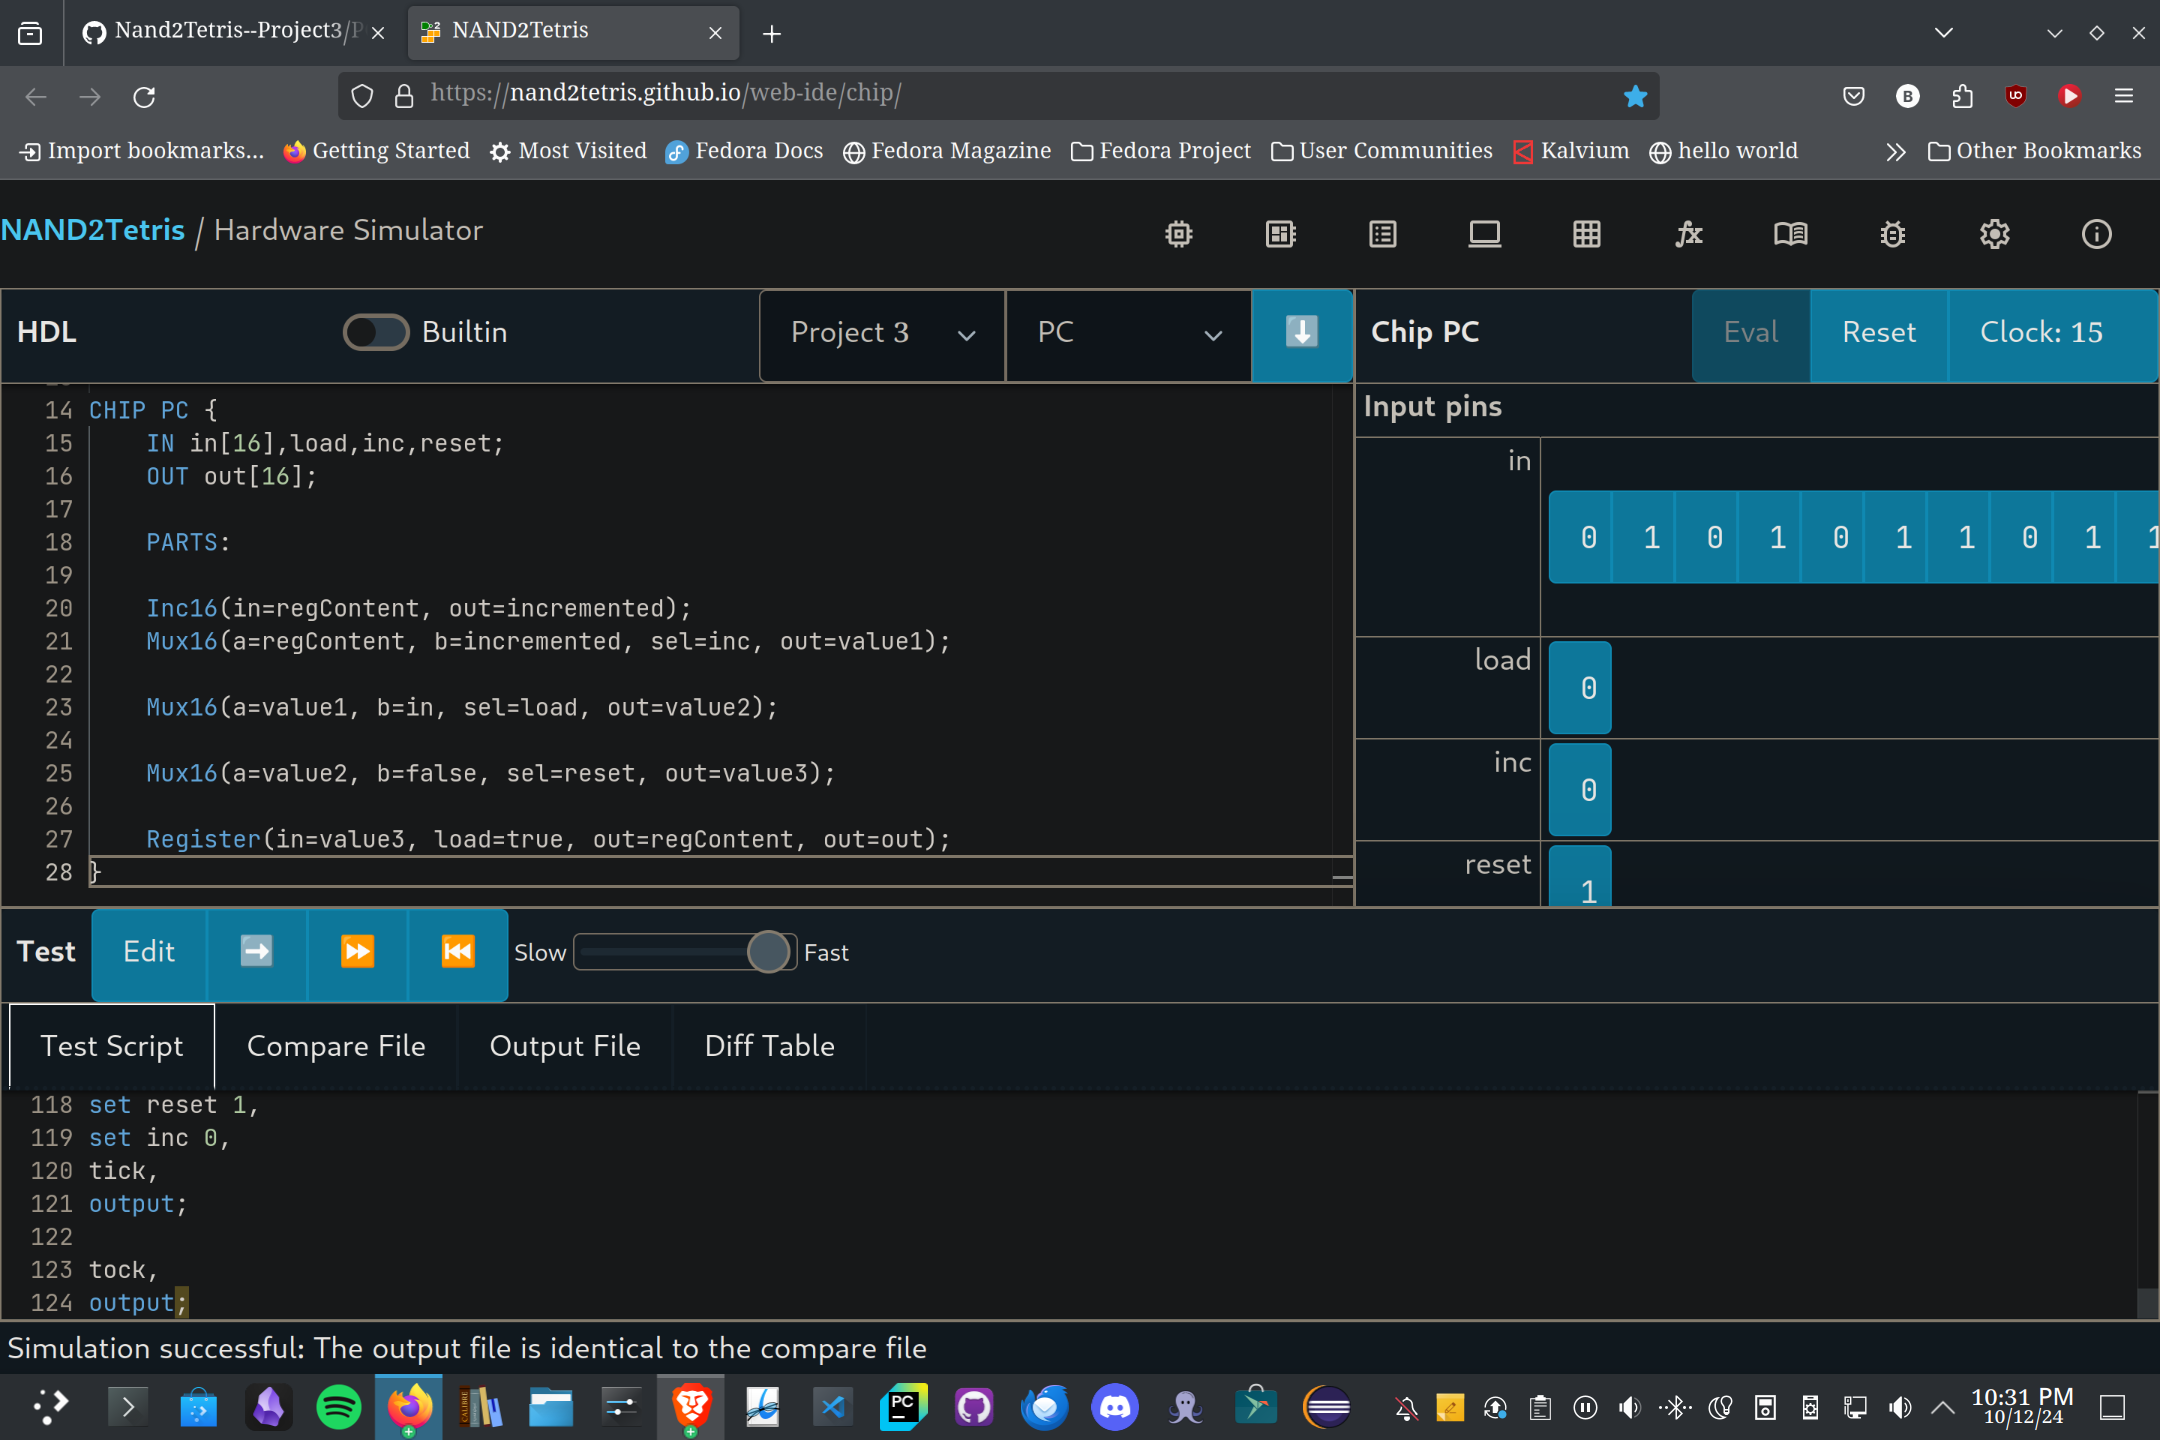 Nand2Tetris--Project3/P
NAND2Tetris
https://nand2tetris.github.io/web-ide/chip/
Import bookmarks... Getting Started Most Visited Fedora Docs Fedora Magazine Fedora Project User Communities Kalvium hello world Other Bookmarks
NAND2Tetris / Hardware Simulator
HDL Builtin Project 3 PC
Chip PC Eval Reset Clock: 15
14 CHIP PC {
15 IN in[16],load,inc,reset;
16 OUT out[16];
17
18 PARTS:
19
20 Inc16(in=regContent, out=incremented);
21 Mux16(a=regContent, b=incremented, sel=inc, out=value1);
22
23 Mux16(a=value1, b=in, sel=load, out=value2);
24
25 Mux16(a=value2, b=false, sel=reset, out=value3);
26
27 Register(in=value3, load=true, out=regContent, out=out);
28 }
Input pins
in
0 1 0 1 0 1 1 0 1 1
load
0
inc
0
reset
1
Test Edit Slow Fast
Test Script Compare File Output File Diff Table
118 set reset 1,
119 set inc 0,
120 tick,
121 output;
122
123 tock,
124 output;
Simulation successful: The output file is identical to the compare file
10:31 PM
10/12/24